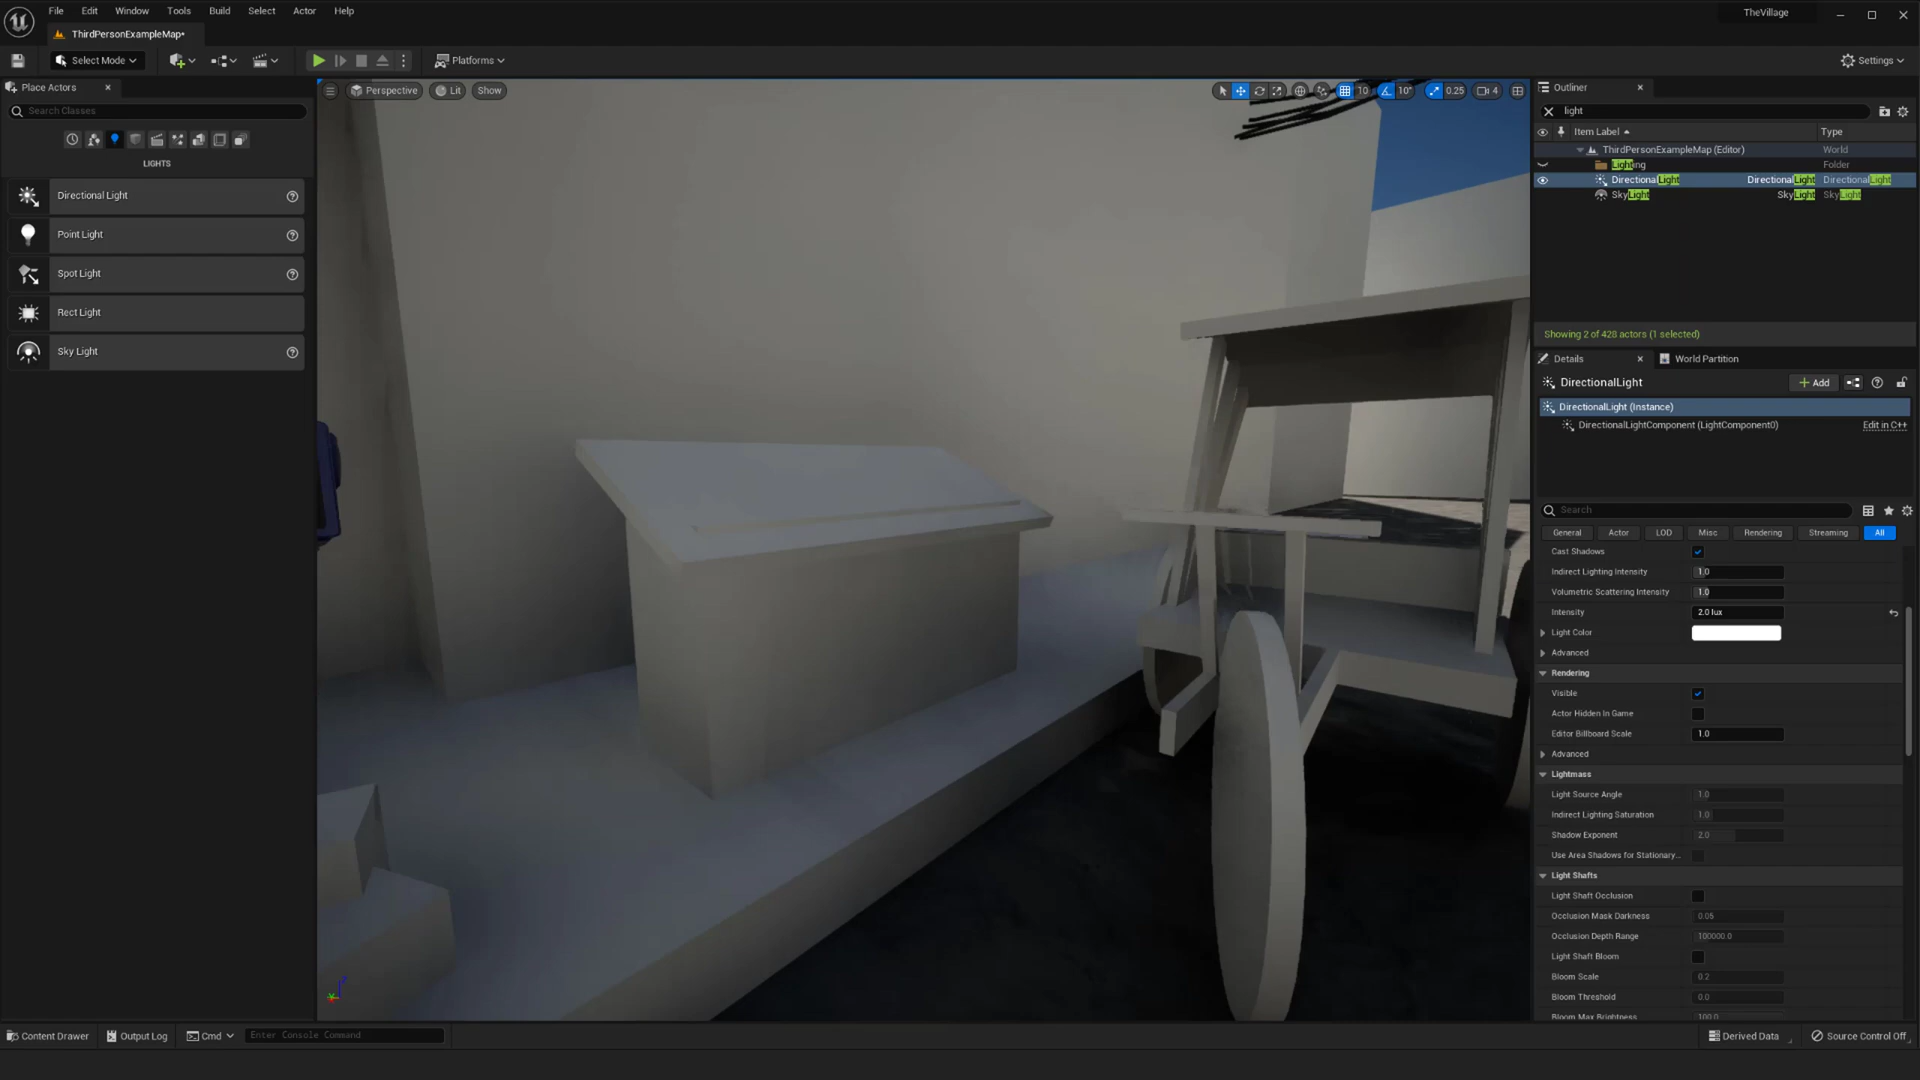 File Edit Window Tools Build Select Actor Help
TheVillage
ThirdPersonExampleMap*
Select Mode
Platforms
Settings
Place Actors
Search Classes
LIGHTS
Directional Light
Point Light
Spot Light
Rect Light
Sky Light
Perspective Lit Show
10 10° 0.25 4
Outliner
light
Item Label Type
ThirdPersonExampleMap (Editor) World
Lighting Folder
DirectionalLight DirectionalLight DirectionalLight
SkyLight SkyLight SkyLight
Showing 2 of 428 actors (1 selected)
Details World Partition
DirectionalLight
Add
DirectionalLight (Instance)
DirectionalLightComponent (LightComponent0) Edit in C++
Search
General Actor LOD Misc Rendering Streaming All
Cast Shadows
Indirect Lighting Intensity 1.0
Volumetric Scattering Intensity 1.0
Intensity 2.0 lux
Light Color
Advanced
Rendering
Visible
Actor Hidden In Game
Editor Billboard Scale 1.0
Advanced
Lightmass
Light Source Angle 1.0
Indirect Lighting Saturation 1.0
Shadow Exponent 2.0
Use Area Shadows for Stationary...
Light Shafts
Light Shaft Occlusion
Occlusion Mask Darkness 0.05
Occlusion Depth Range 100000.0
Light Shaft Bloom
Bloom Scale 0.2
Bloom Threshold 0.0
Bloom Max Brightness 100.0
Content Drawer Output Log Cmd Enter Console Command
Derived Data Source Control Off